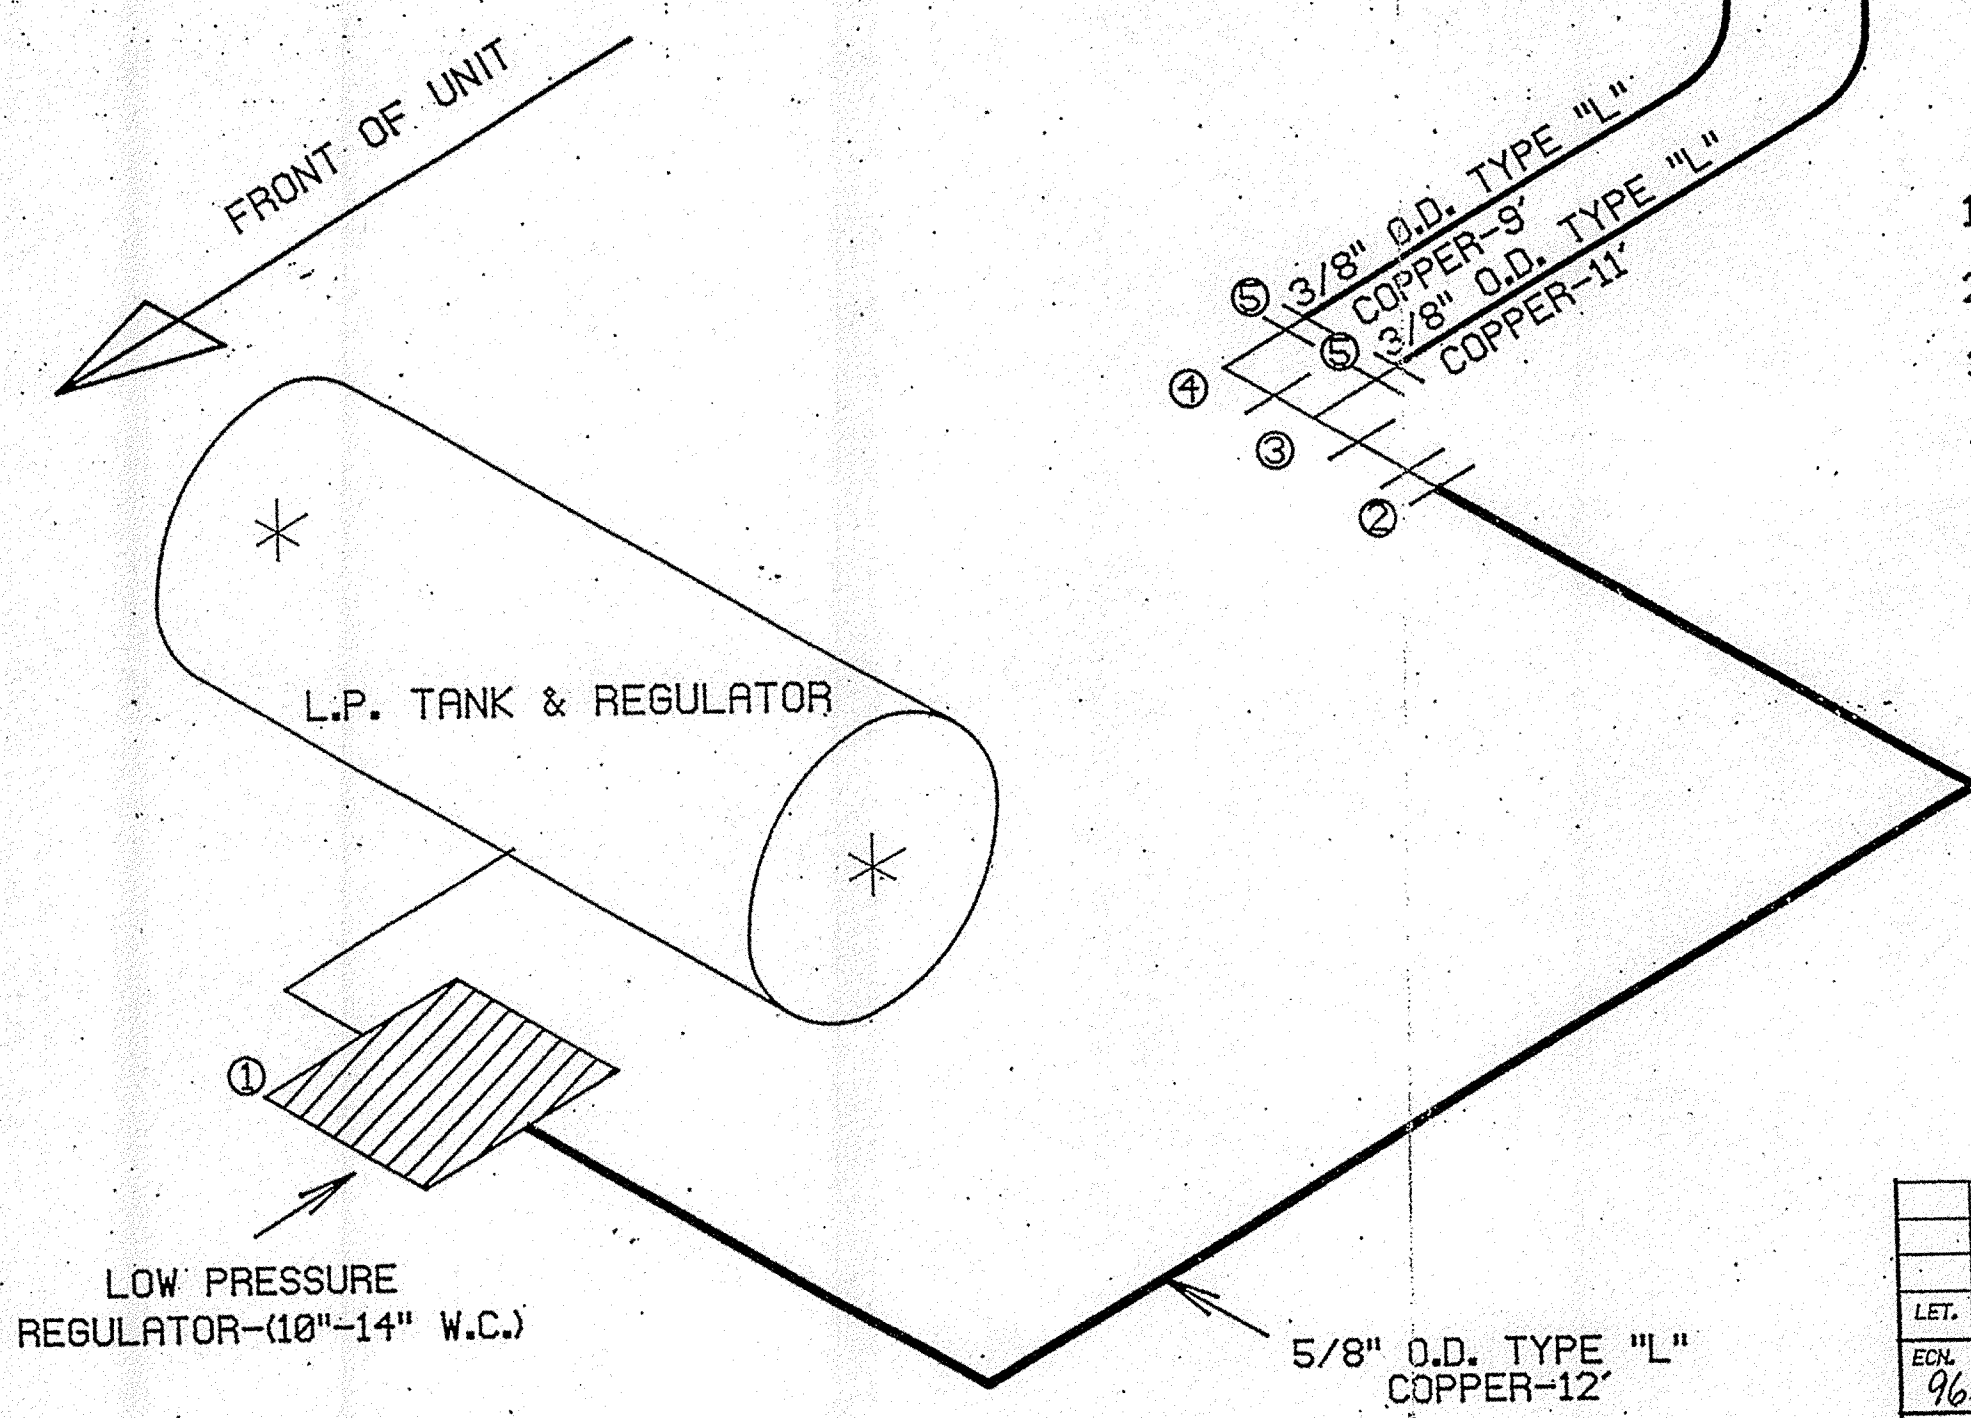 FRONT OF UNIT
3/8" O.D. TYPE "L"
COPPER-9'
3/8" O.D. TYPE "L"
COPPER-11'
5
5
4
3
2
L.P. TANK & REGULATOR
1
LOW PRESSURE
REGULATOR-(10"-14" W.C.)
5/8" O.D. TYPE "L"
COPPER-12'
LET.
ECN.
96